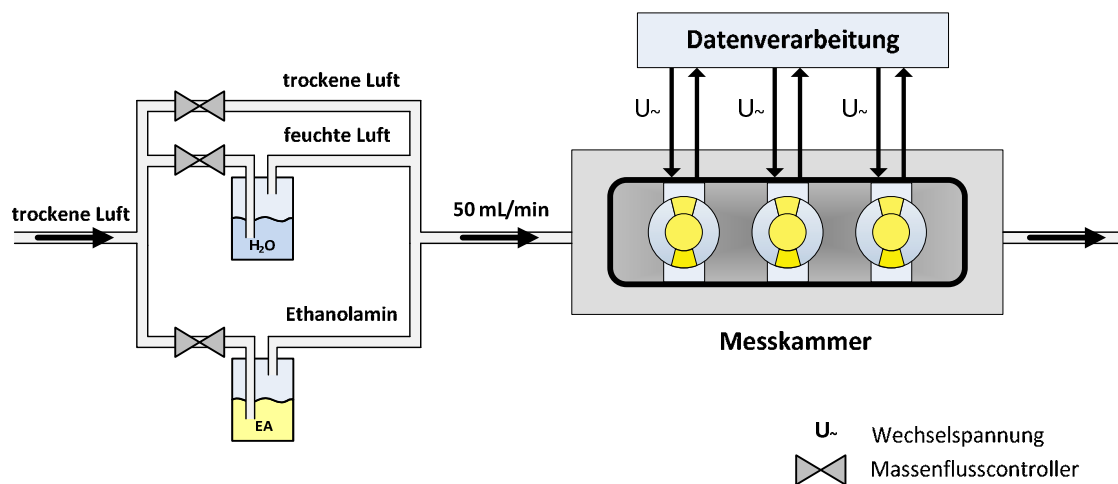 Datenverarbeitung
trockene Luft
U~
U~
U~
feuchte Luft
trockene Luft
50 mL/min
H₂O
Ethanolamin
Messkammer
EA
U~ Wechselspannung
Massenflusscontroller